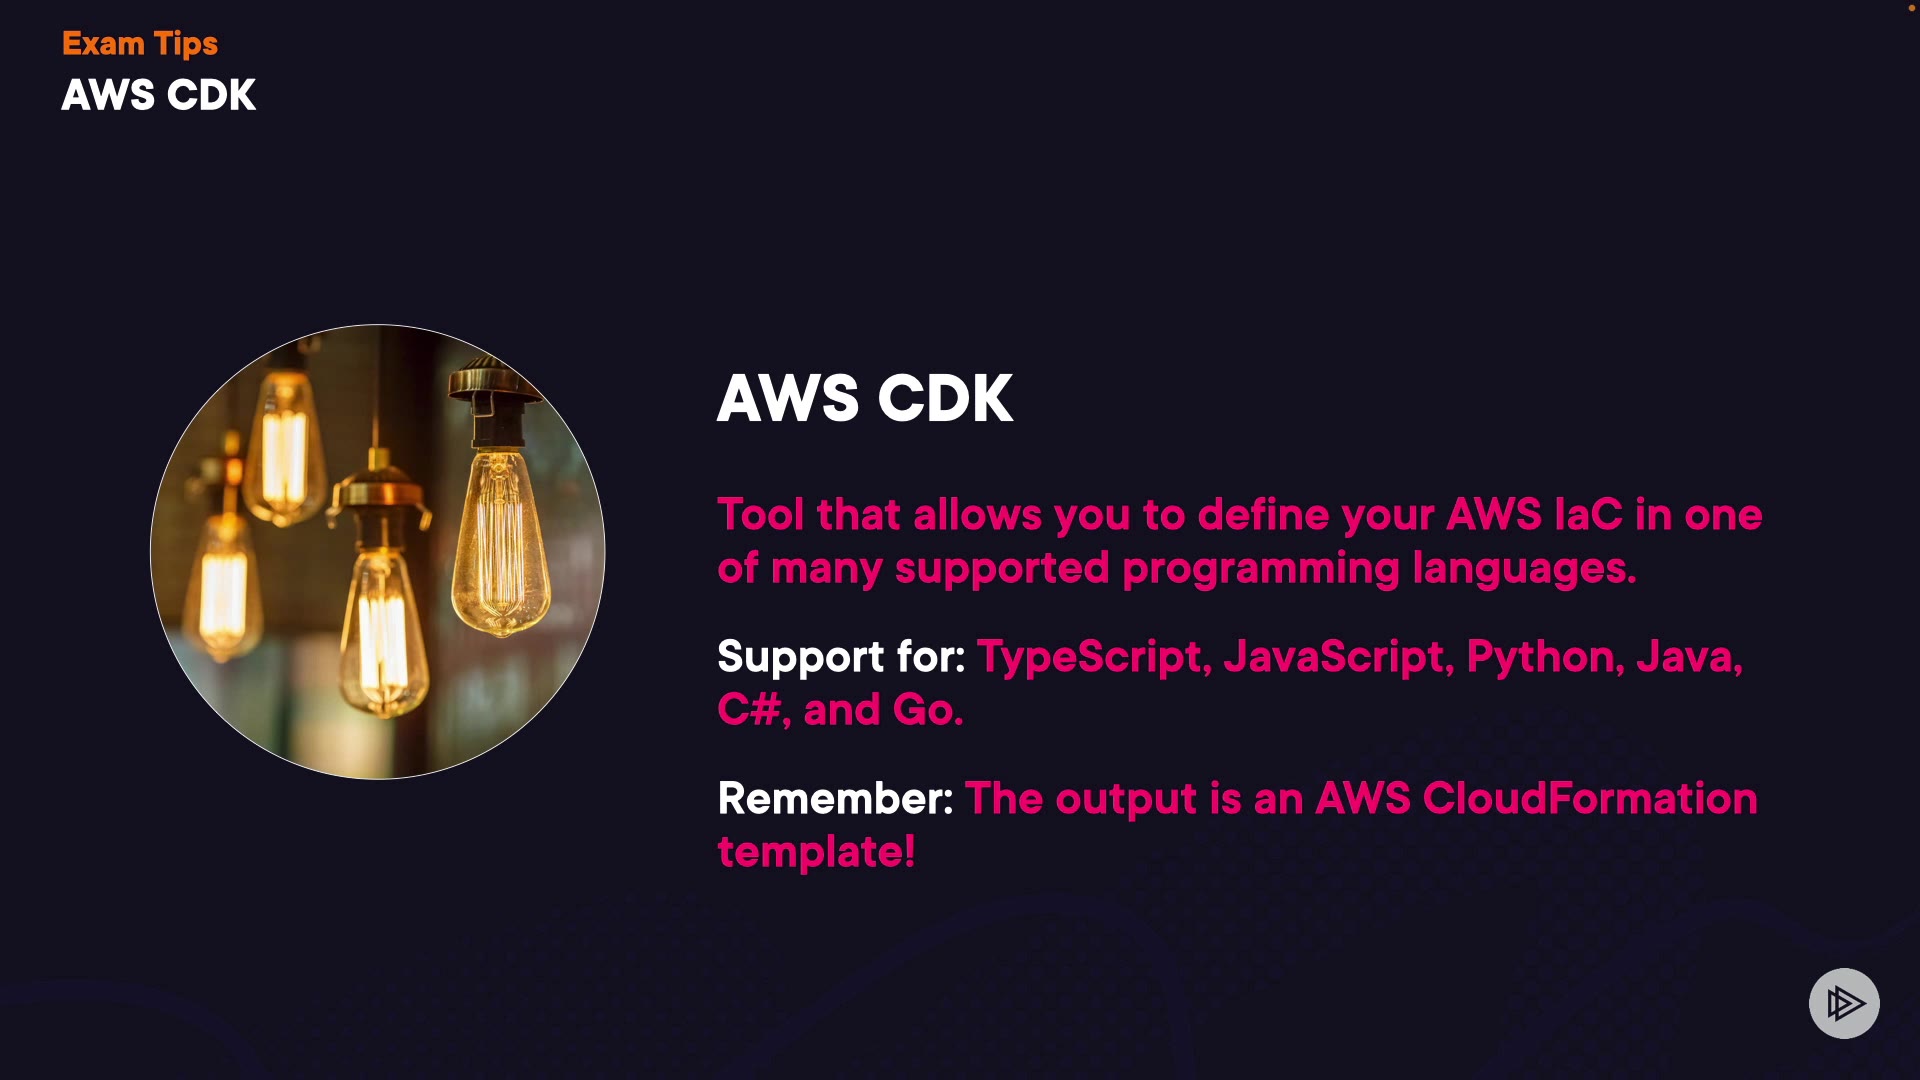 Exam Tips
AWS CDK
AWS CDK
Tool that allows you to define your AWS IaC in one
of many supported programming languages.
Support for: TypeScript, JavaScript, Python, Java,
C#, and Go.
Remember: The output is an AWS CloudFormation
template!